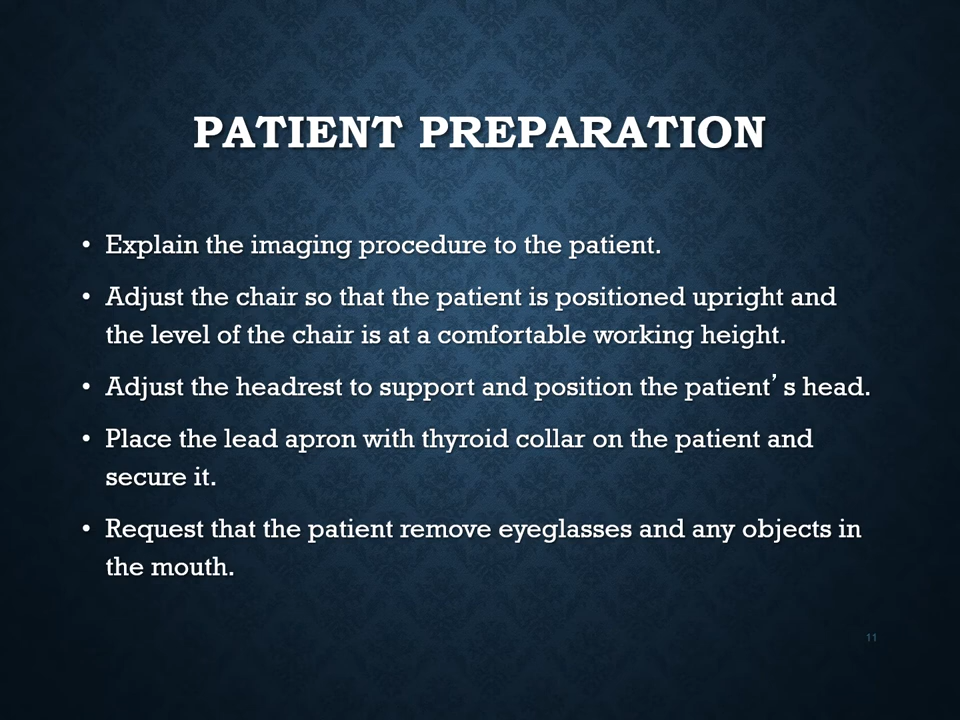 PATIENT PREPARATION
• Explain the imaging procedure to the patient.
• Adjust the chair so that the patient is positioned upright and
the level of the chair is at a comfortable working height.
• Adjust the headrest to support and position the patient’s head.
• Place the lead apron with thyroid collar on the patient and
secure it.
• Request that the patient remove eyeglasses and any objects in
the mouth.
11